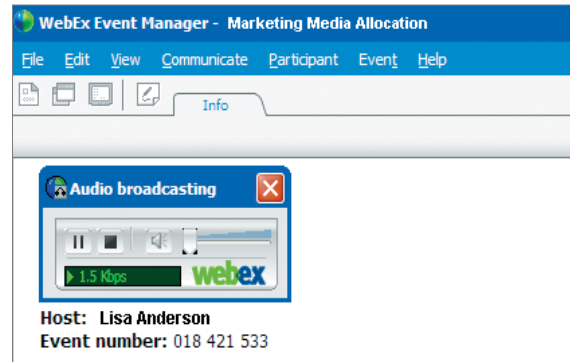 WebEx Event Manager - Marketing Media Allocation
File Edit View Communicate Participant Event Help
Info
Audio broadcasting
1.5 Kbps webex
Host: Lisa Anderson
Event number: 018 421 533